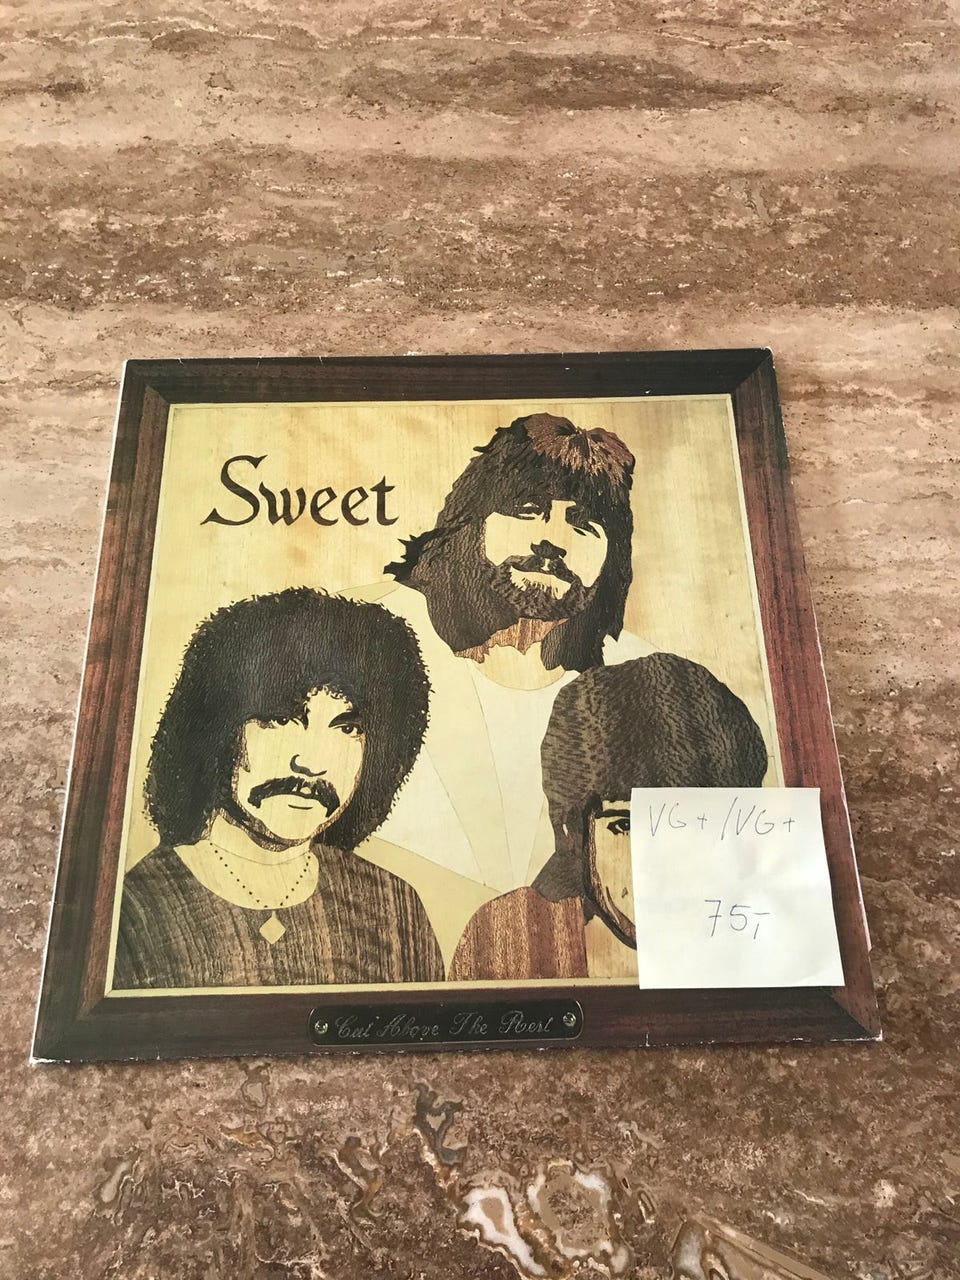 Sweet
VG+/VG+
75,-
Cut Above The Rest